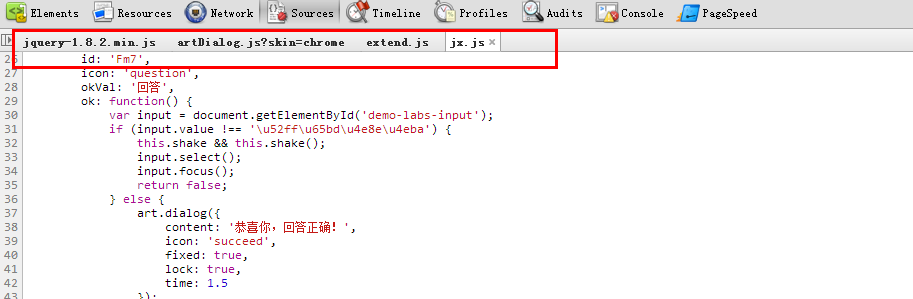 Elements Resources Network Sources Timeline Profiles Audits Console PageSpeed
jquery-1.8.2.min.js artDialog.js?skin=chrome extend.js jx.js ×
26 id: 'Fm7',
27 icon: 'question',
28 okVal: '回答',
29 ok: function() {
30 var input = document.getElementById('demo-labs-input');
31 if (input.value !== '\u52ff\u65bd\u4e8e\u4eba') {
32 this.shake && this.shake();
33 input.select();
34 input.focus();
35 return false;
36 } else {
37 art.dialog({
38 content: '恭喜你，回答正确！',
39 icon: 'succeed',
40 fixed: true,
41 lock: true,
42 time: 1.5
43 });